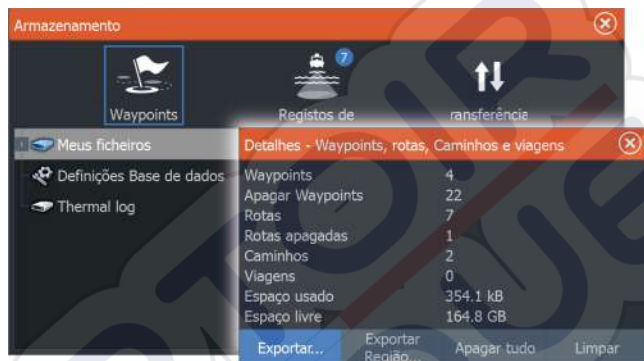 Armazenamento
7
Waypoints
Registos de
ransferência
Meus ficheiros
Definições Base de dados
Thermal log
Detalhes - Waypoints, rotas, Caminhos e viagens
Waypoints 4
Apagar Waypoints 22
Rotas 7
Rotas apagadas 1
Caminhos 2
Viagens 0
Espaço usado 354.1 kB
Espaço livre 164.8 GB
Exportar...
Exportar
Região...
Apagar tudo
Limpar